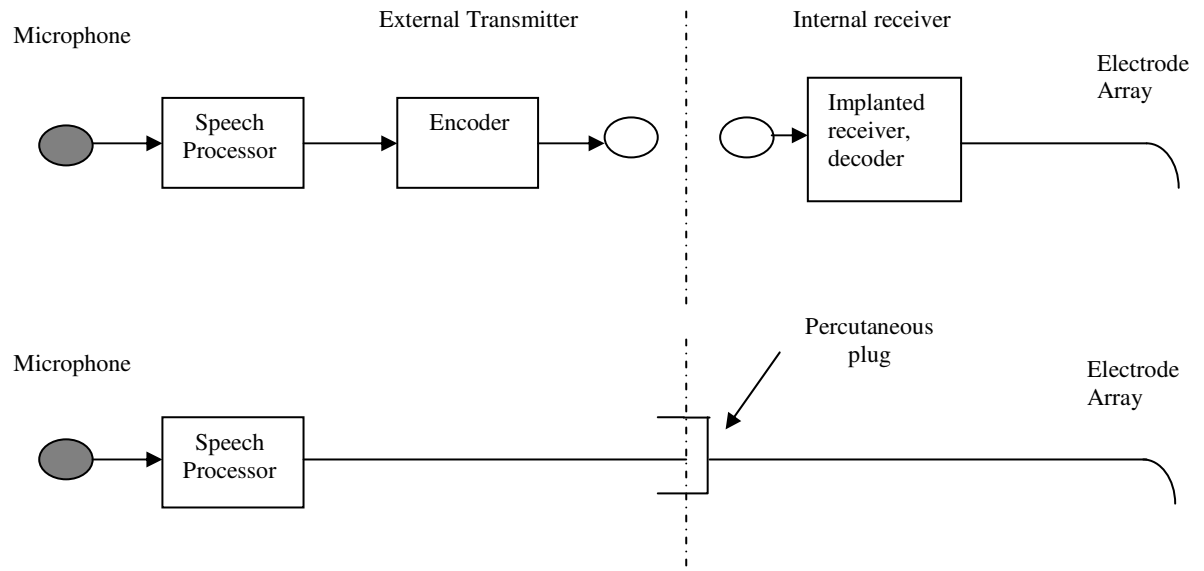 External Transmitter
Internal receiver
Microphone
Electrode
Array
Speech
Processor
Encoder
Implanted
receiver,
decoder
Percutaneous
plug
Microphone
Electrode
Array
Speech
Processor